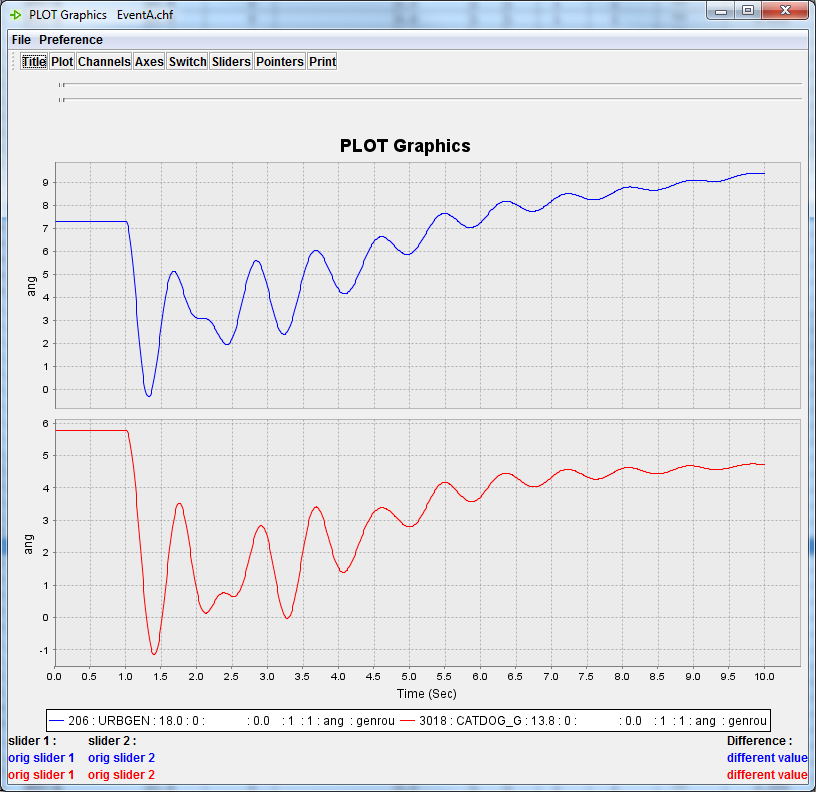 PLOT Graphics EventA.chf
File Preference
Title Plot Channels Axes Switch Sliders Pointers Print
PLOT Graphics
9
8
7
6
5
4
3
2
1
0
ang
6
5
4
3
2
1
0
-1
ang
0.0 0.5 1.0 1.5 2.0 2.5 3.0 3.5 4.0 4.5 5.0 5.5 6.0 6.5 7.0 7.5 8.0 8.5 9.0 9.5 10.0
Time (Sec)
206 : URBGEN : 18.0 : 0 : : 0.0 : 1 : 1 : ang : genrou 3018 : CATDOG_G : 13.8 : 0 : : 0.0 : 1 : 1 : ang : genrou
slider 1 : slider 2 : Difference :
orig slider 1 orig slider 2 different value
orig slider 1 orig slider 2 different value